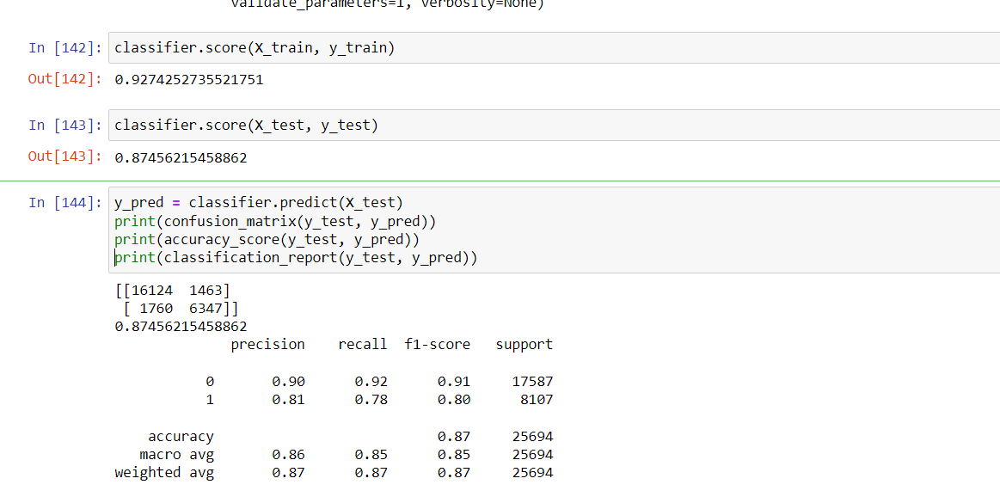 validate_parameters=1, verbosity=None)
In [142]: classifier.score(X_train, y_train)
Out[142]: 0.9274252735521751
In [143]: classifier.score(X_test, y_test)
Out[143]: 0.87456215458862
In [144]: y_pred = classifier.predict(X_test)
print(confusion_matrix(y_test, y_pred))
print(accuracy_score(y_test, y_pred))
print(classification_report(y_test, y_pred))
[[16124  1463]
 [ 1760  6347]]
0.87456215458862
              precision    recall  f1-score   support
           0       0.90      0.92      0.91     17587
           1       0.81      0.78      0.80      8107
    accuracy                           0.87     25694
   macro avg       0.86      0.85      0.85     25694
weighted avg       0.87      0.87      0.87     25694